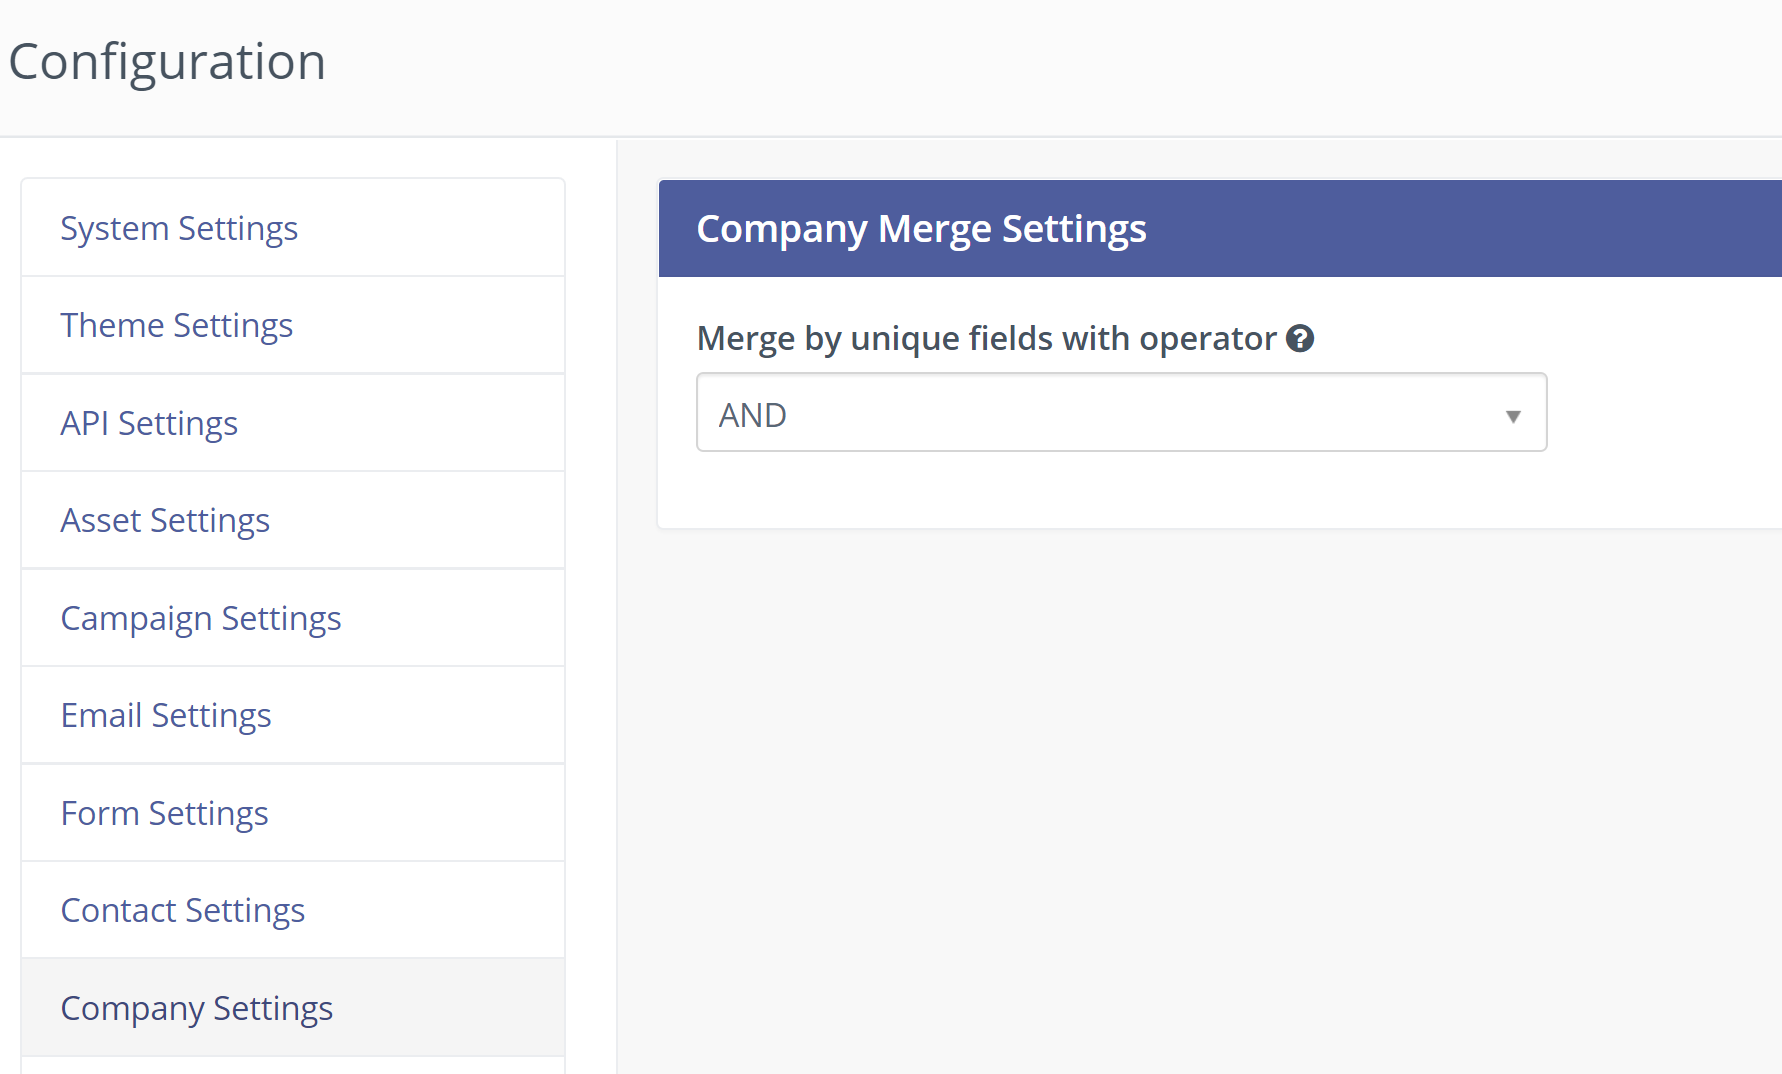 Configuration
System Settings
Theme Settings
API Settings
Asset Settings
Campaign Settings
Email Settings
Form Settings
Contact Settings
Company Settings
Company Merge Settings
Merge by unique fields with operator ?
AND